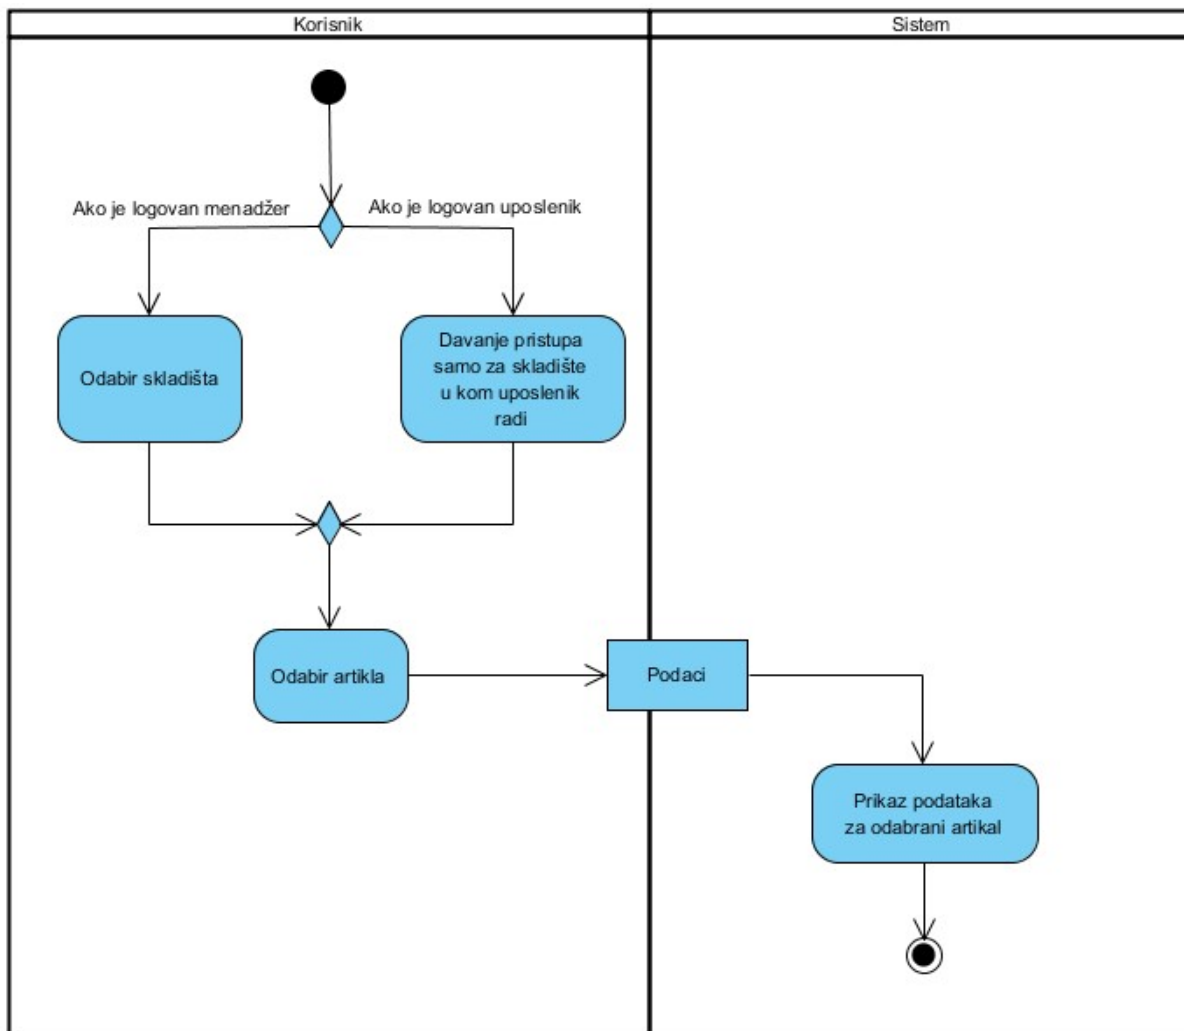 Korisnik
Sistem
Ako je logovan menadžer
Ako je logovan uposlenik
Odabir skladišta
Davanje pristupa
samo za skladište
u kom uposlenik
radi
Odabir artikla
Podaci
Prikaz podataka
za odabrani artikal